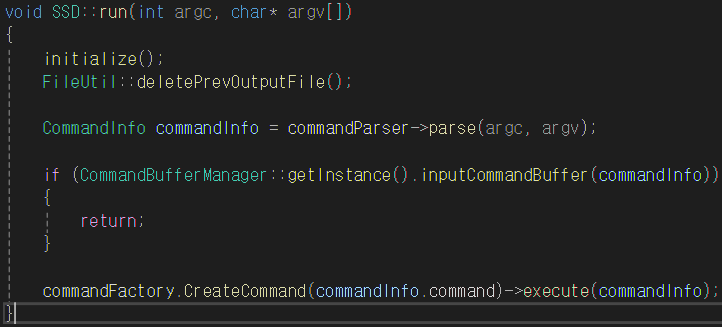 void SSD::run(int argc, char* argv[])
{
initialize();
FileUtil::deletePrevOutputFile();
CommandInfo commandInfo = commandParser->parse(argc, argv);
if (CommandBufferManager::getInstance().inputCommandBuffer(commandInfo))
{
return;
}
commandFactory.CreateCommand(commandInfo.command)->execute(commandInfo);
}